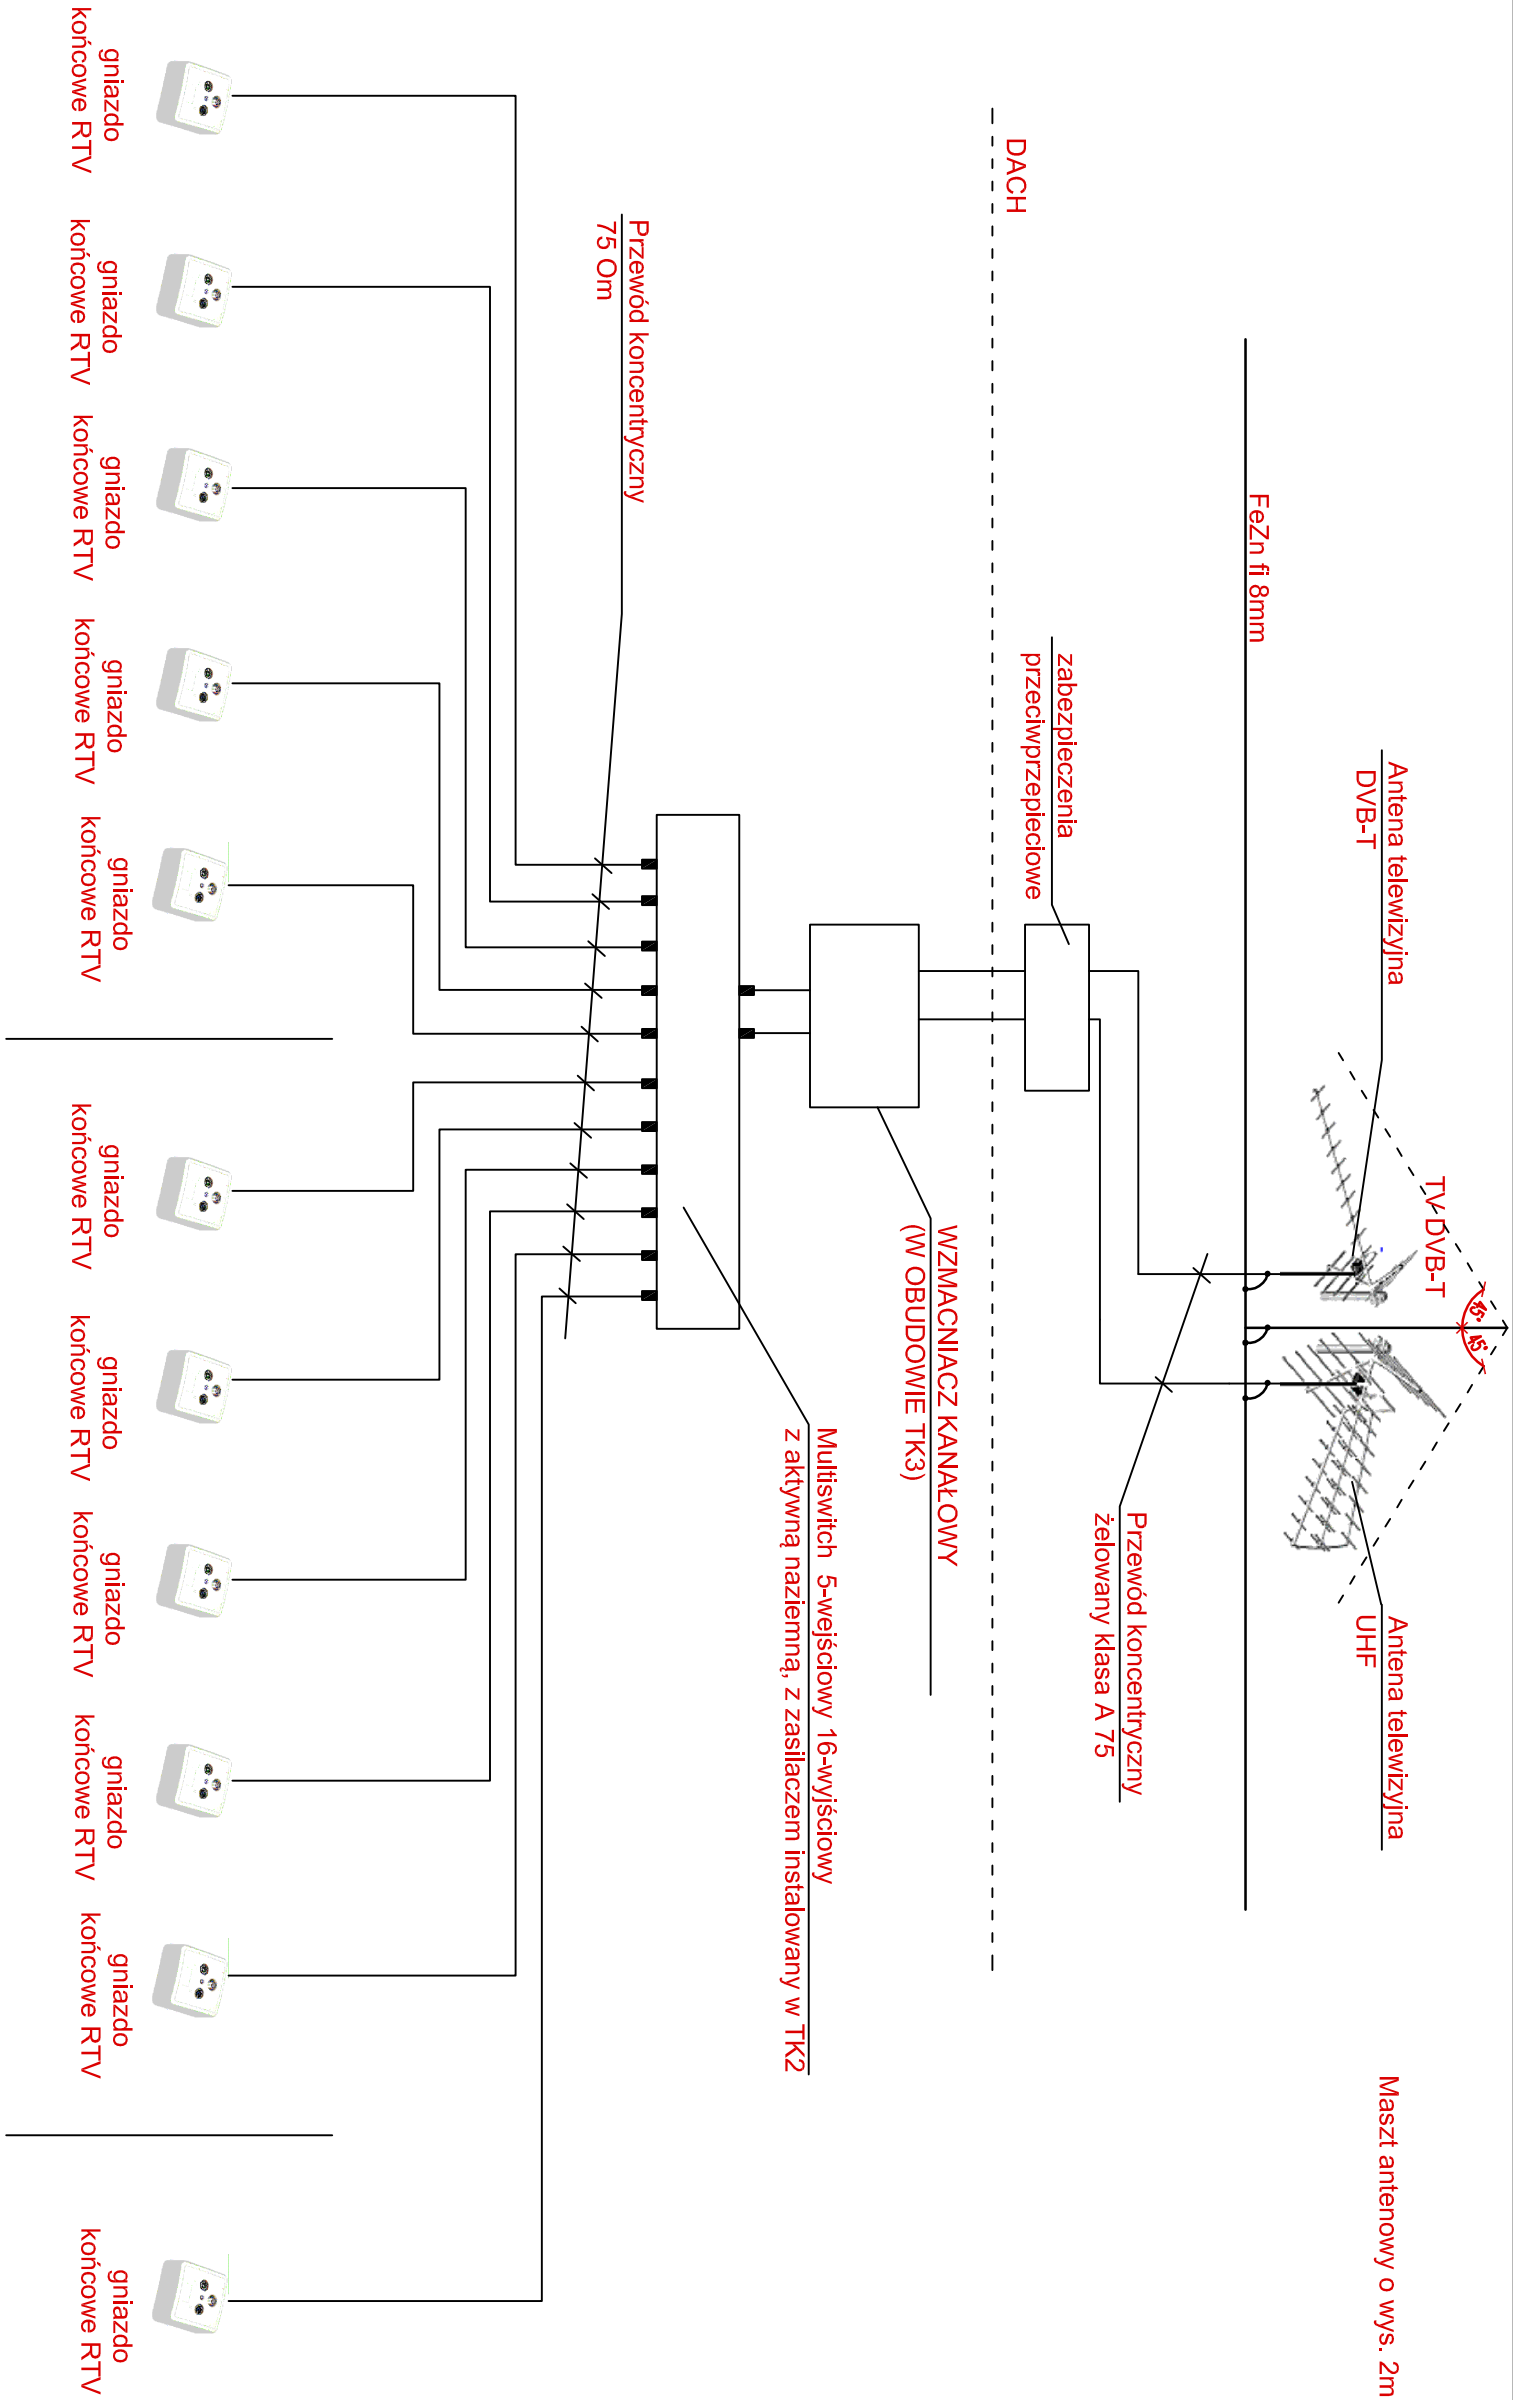 Maszt antenowy o wys. 2m
TV DVB-T
45°
45°
Antena telewizyjna
DVB-T
Antena telewizyjna
UHF
FeZn fi 8mm
Przewód koncentryczny
żelowany klasa A 75
zabezpieczenia
przeciwprzepieciowe
DACH
WZMACNIACZ KANAŁOWY
(W OBUDOWIE TK3)
Multiswitch 5-wejściowy 16-wyjściowy
z aktywną naziemną, z zasilaczem instalowany w TK2
Przewód koncentryczny
75 Om
gniazdo
końcowe RTV
gniazdo
końcowe RTV
gniazdo
końcowe RTV
gniazdo
końcowe RTV
gniazdo
końcowe RTV
gniazdo
końcowe RTV
gniazdo
końcowe RTV
gniazdo
końcowe RTV
gniazdo
końcowe RTV
gniazdo
końcowe RTV
gniazdo
końcowe RTV